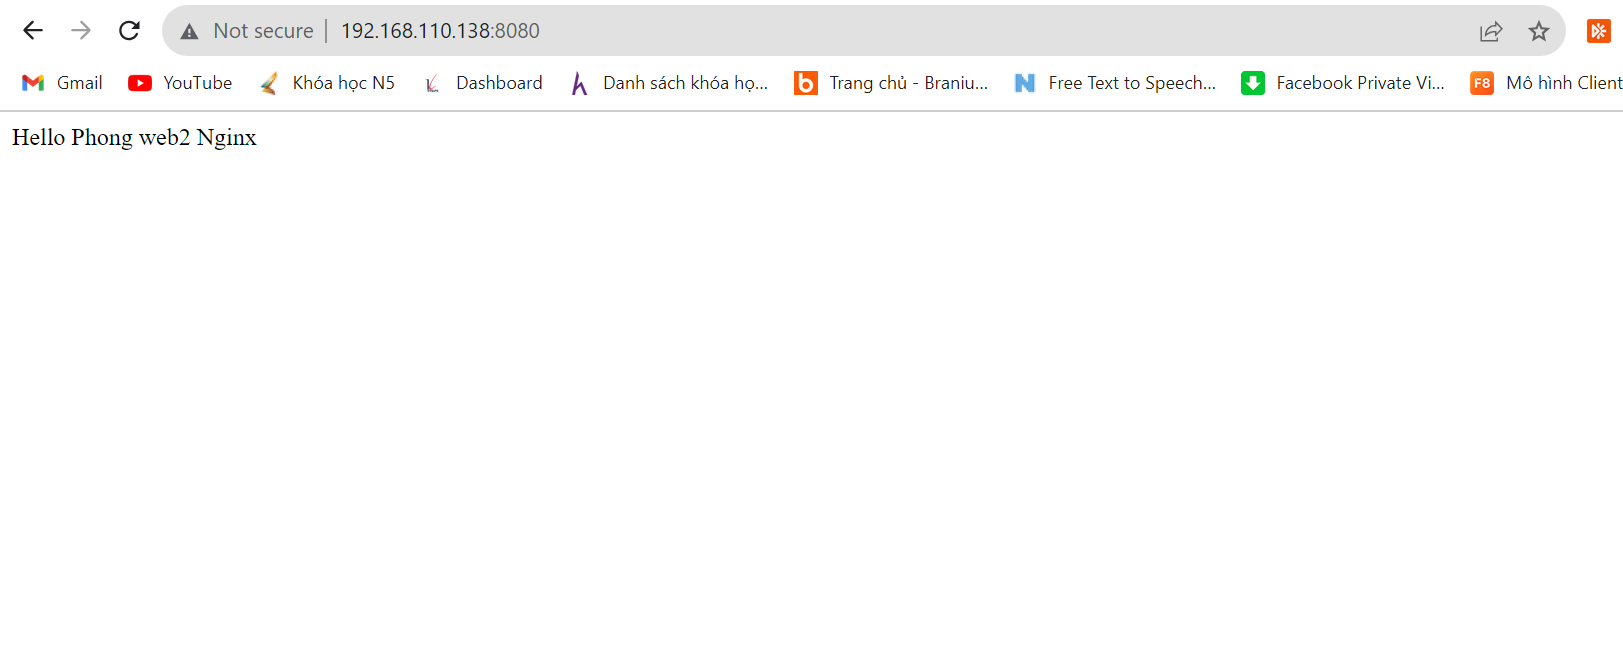 Not secure 192.168.110.138:8080
Gmail YouTube Khóa học N5 Dashboard Danh sách khóa họ... Trang chủ - Braniu... Free Text to Speech... Facebook Private Vi... F8 Mô hình Client
Hello Phong web2 Nginx